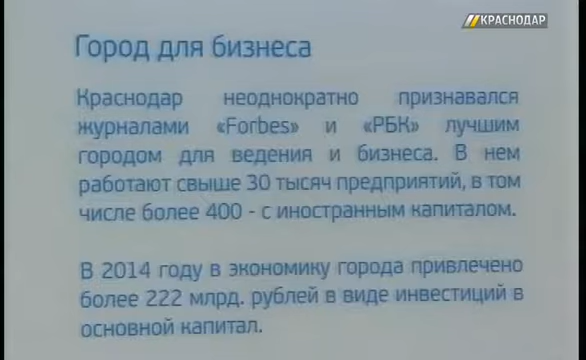 КРАСНОДАР
Город для бизнеса
Краснодар неоднократно признавался
журналами «Forbes» и «РБК» лучшим
городом для ведения и бизнеса. В нем
работают свыше 30 тысяч предприятий, в том
числе более 400 - с иностранным капиталом.
В 2014 году в экономику города привлечено
более 222 млрд. рублей в виде инвестиций в
основной капитал.